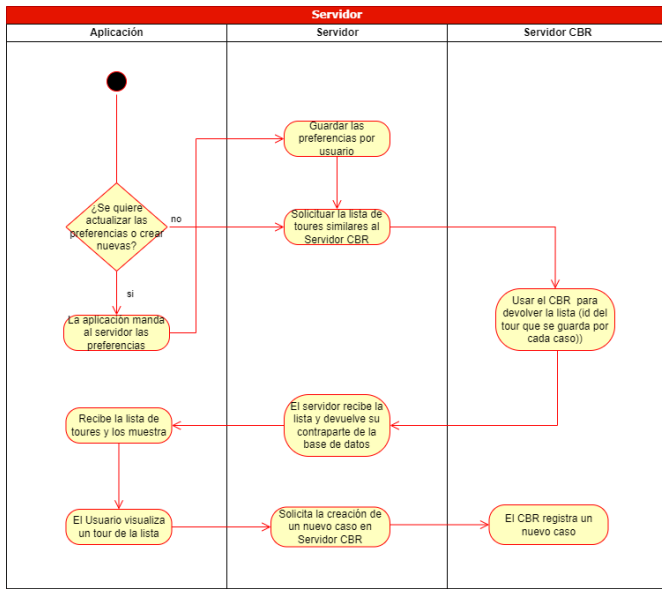 Servidor
Aplicación
Servidor
Servidor CBR
Guardar las
preferencias por
usuario
¿Se quiere
actualizar las
preferencias o crear
nuevas?
no
Solicituar la lista de
toures similares al
Servidor CBR
si
La aplicación manda
al servidor las
preferencias
Usar el CBR para
devolver la lista (id del
tour que se guarda por
cada caso))
Recibe la lista de
toures y los muestra
El servidor recibe la
lista y devuelve su
contraparte de la
base de datos
El Usuario visualiza
un tour de la lista
Solicita la creación de
un nuevo caso en
Servidor CBR
El CBR registra un
nuevo caso